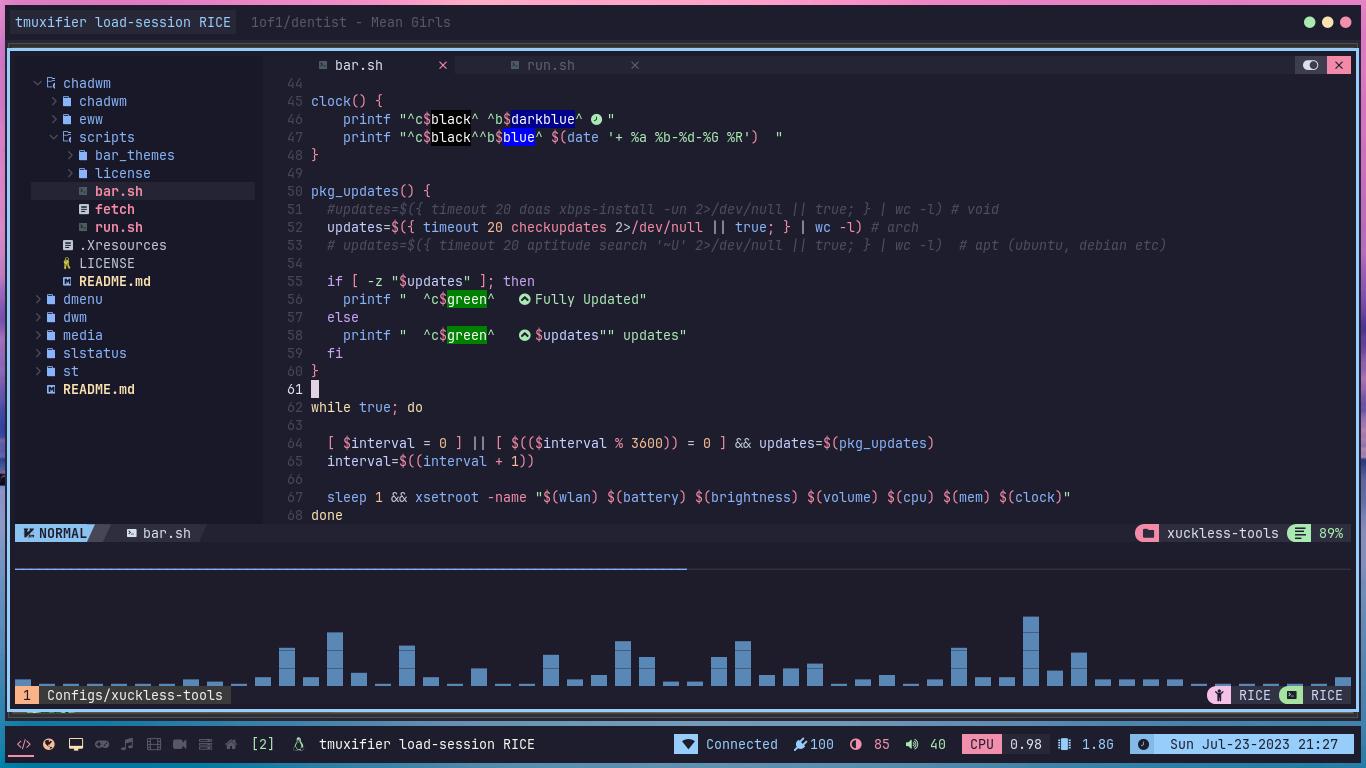 tmuxifier load-session RICE 1of1/dentist - Mean Girls
chadwm
chadwm
eww
scripts
bar_themes
license
bar.sh
fetch
run.sh
.Xresources
LICENSE
README.md
dmenu
dwm
media
slstatus
st
README.md
bar.sh run.sh
44
45 clock() {
46     printf "^c$black^ ^b$darkblue^ "
47     printf "^c$black^^b$blue^ $(date '+ %a %b-%d-%G %R')  "
48 }
49
50 pkg_updates() {
51   #updates=$({ timeout 20 doas xbps-install -un 2>/dev/null || true; } | wc -l) # void
52   updates=$({ timeout 20 checkupdates 2>/dev/null || true; } | wc -l) # arch
53   # updates=$({ timeout 20 aptitude search '~U' 2>/dev/null || true; } | wc -l)  # apt (ubuntu, debian etc)
54
55   if [ -z "$updates" ]; then
56     printf "  ^c$green^    Fully Updated"
57   else
58     printf "  ^c$green^    $updates"" updates"
59   fi
60 }
61
62 while true; do
63
64   [ $interval = 0 ] || [ $(($interval % 3600)) = 0 ] && updates=$(pkg_updates)
65   interval=$((interval + 1))
66
67   sleep 1 && xsetroot -name "$(wlan) $(battery) $(brightness) $(volume) $(cpu) $(mem) $(clock)"
68 done
NORMAL bar.sh xuckless-tools 89%
1 Configs/xuckless-tools RICE RICE
[2] tmuxifier load-session RICE Connected 100 85 40 CPU 0.98 1.8G Sun Jul-23-2023 21:27